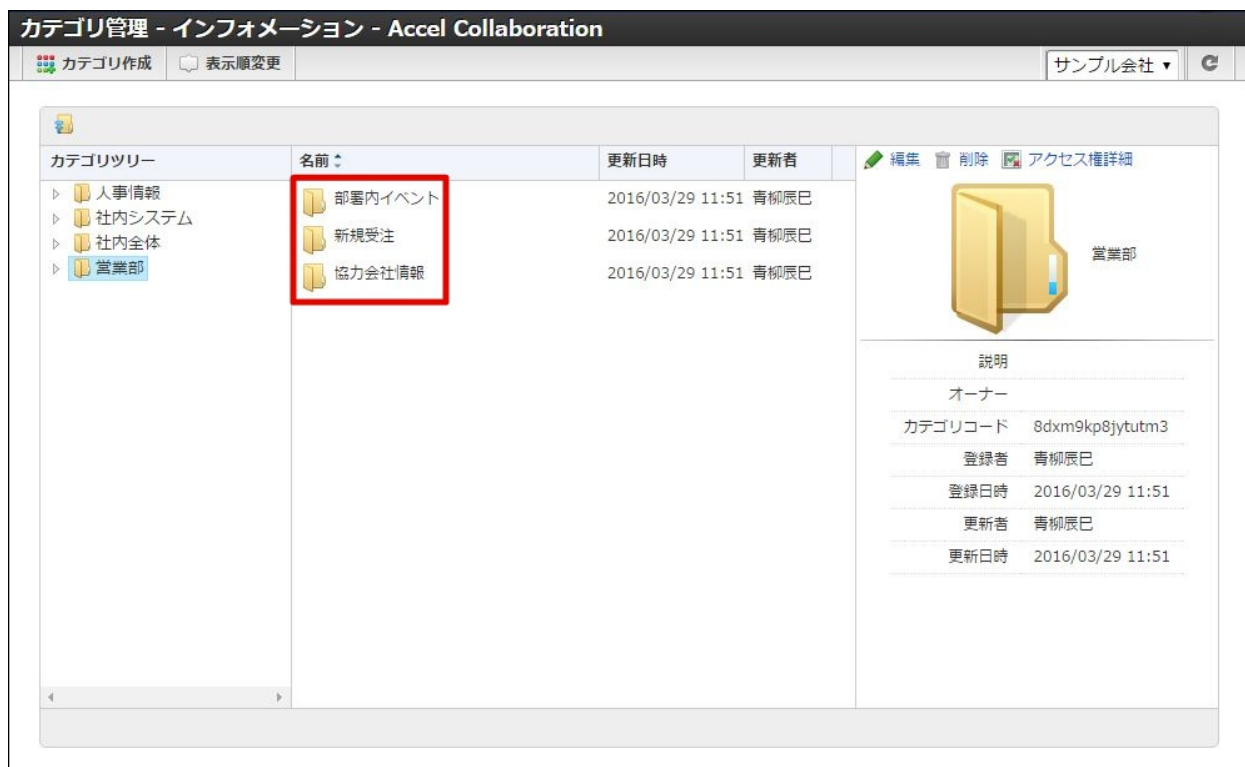 カテゴリ管理 - インフォメーション - Accel Collaboration
カテゴリ作成 表示順変更 サンプル会社
カテゴリツリー 名前 更新日時 更新者 編集 削除 アクセス権詳細
人事情報
社内システム
社内全体
営業部
部署内イベント 2016/03/29 11:51 青柳辰巳
新規受注 2016/03/29 11:51 青柳辰巳
協力会社情報 2016/03/29 11:51 青柳辰巳
営業部
説明
オーナー
カテゴリコード 8dxm9kp8jytutm3
登録者 青柳辰巳
登録日時 2016/03/29 11:51
更新者 青柳辰巳
更新日時 2016/03/29 11:51